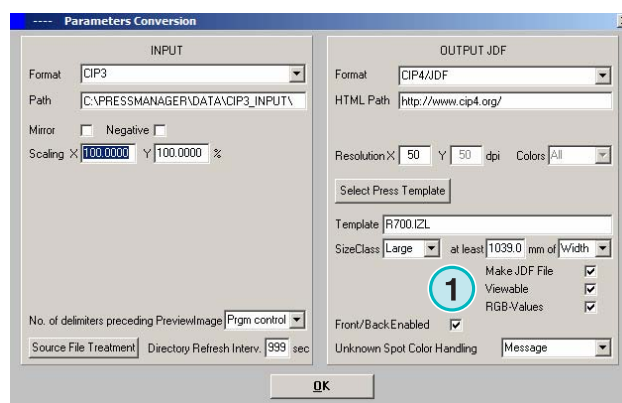 ---- Parameters Conversion
INPUT
Format CIP3
Path C:\PRESSMANAGER\DATA\CIP3_INPUT\
Mirror Negative
Scaling X 100.0000 Y 100.0000 %
No. of delimiters preceding PreviewImage Prgm control
Source File Treatment Directory Refresh Interv. 999 sec
OUTPUT JDF
Format CIP4/JDF
HTML Path http://www.cip4.org/
Resolution X 50 Y 50 dpi Colors All
Select Press Template
Template R700.IZL
SizeClass Large at least 1039.0 mm of Width
Make JDF File
1 Viewable
RGB-Values
Front/Back Enabled
Unknown Spot Color Handling Message
OK